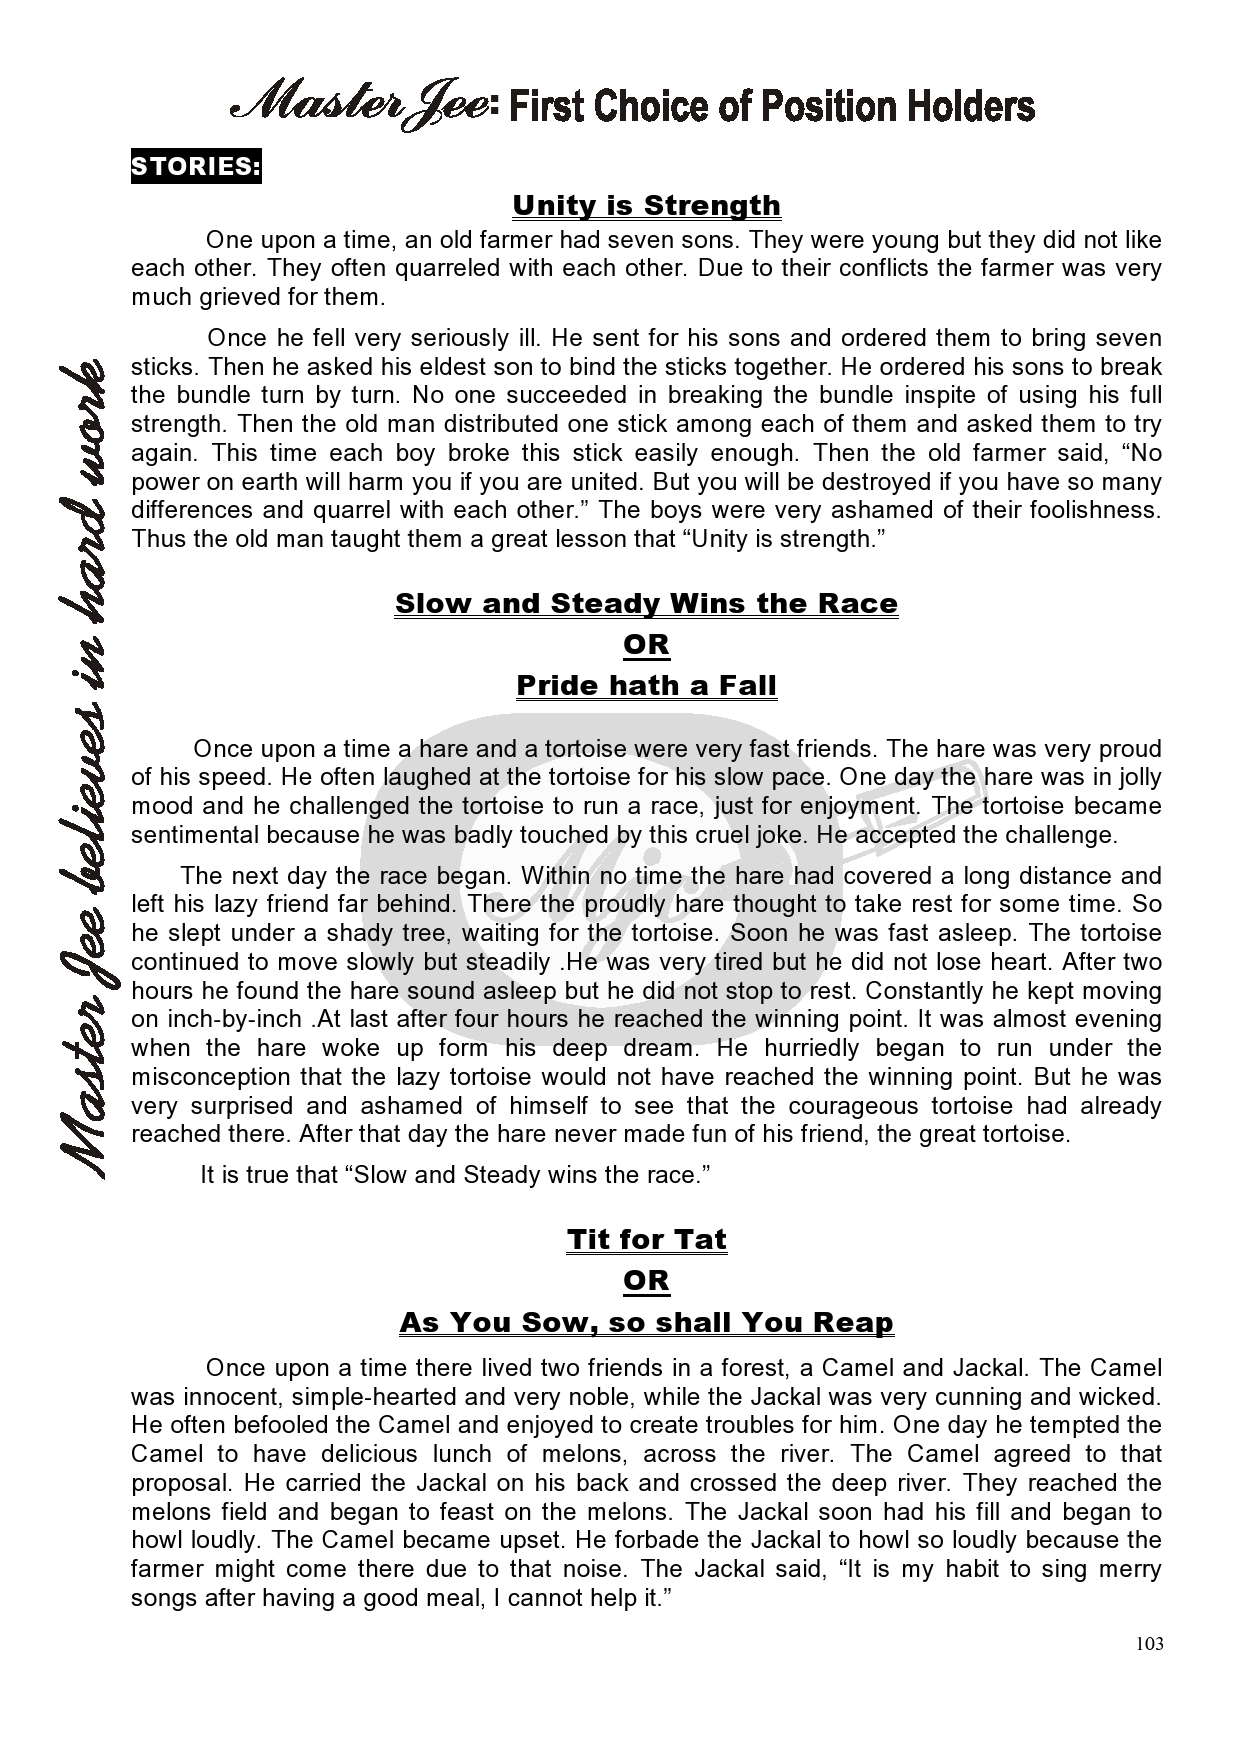 Master Jee: First Choice of Position Holders
STORIES:
Unity is Strength
One upon a time, an old farmer had seven sons. They were young but they did not like
each other. They often quarreled with each other. Due to their conflicts the farmer was very
much grieved for them.
Once he fell very seriously ill. He sent for his sons and ordered them to bring seven
sticks. Then he asked his eldest son to bind the sticks together. He ordered his sons to break
the bundle turn by turn. No one succeeded in breaking the bundle inspite of using his full
strength. Then the old man distributed one stick among each of them and asked them to try
again. This time each boy broke this stick easily enough. Then the old farmer said, “No
power on earth will harm you if you are united. But you will be destroyed if you have so many
differences and quarrel with each other.” The boys were very ashamed of their foolishness.
Thus the old man taught them a great lesson that “Unity is strength.”
Slow and Steady Wins the Race
OR
Pride hath a Fall
Once upon a time a hare and a tortoise were very fast friends. The hare was very proud
of his speed. He often laughed at the tortoise for his slow pace. One day the hare was in jolly
mood and he challenged the tortoise to run a race, just for enjoyment. The tortoise became
sentimental because he was badly touched by this cruel joke. He accepted the challenge.
The next day the race began. Within no time the hare had covered a long distance and
left his lazy friend far behind. There the proudly hare thought to take rest for some time. So
he slept under a shady tree, waiting for the tortoise. Soon he was fast asleep. The tortoise
continued to move slowly but steadily .He was very tired but he did not lose heart. After two
hours he found the hare sound asleep but he did not stop to rest. Constantly he kept moving
on inch-by-inch .At last after four hours he reached the winning point. It was almost evening
when the hare woke up form his deep dream. He hurriedly began to run under the
misconception that the lazy tortoise would not have reached the winning point. But he was
very surprised and ashamed of himself to see that the courageous tortoise had already
reached there. After that day the hare never made fun of his friend, the great tortoise.
It is true that “Slow and Steady wins the race.”
Tit for Tat
OR
As You Sow, so shall You Reap
Once upon a time there lived two friends in a forest, a Camel and Jackal. The Camel
was innocent, simple-hearted and very noble, while the Jackal was very cunning and wicked.
He often befooled the Camel and enjoyed to create troubles for him. One day he tempted the
Camel to have delicious lunch of melons, across the river. The Camel agreed to that
proposal. He carried the Jackal on his back and crossed the deep river. They reached the
melons field and began to feast on the melons. The Jackal soon had his fill and began to
howl loudly. The Camel became upset. He forbade the Jackal to howl so loudly because the
farmer might come there due to that noise. The Jackal said, “It is my habit to sing merry
songs after having a good meal, I cannot help it.”
103
Master Jee believes in hard work
Mjc